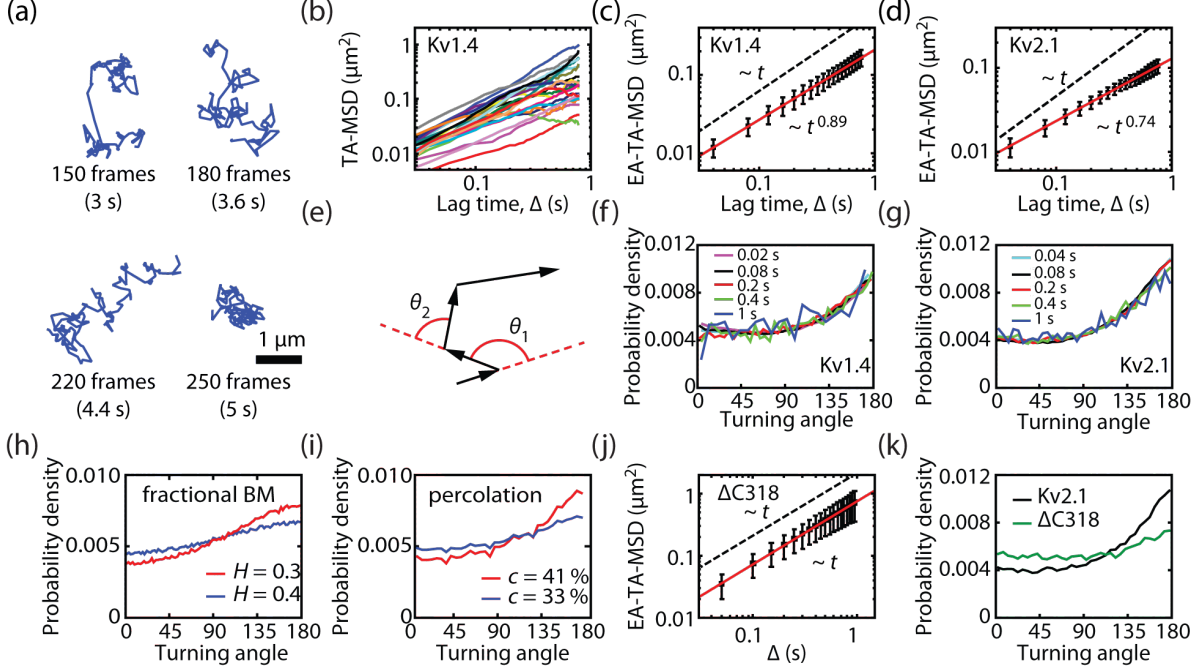 (a)
150 frames
(3 s)
180 frames
(3.6 s)
220 frames
(4.4 s)
250 frames
(5 s)
1 μm
(b)
Kv1.4
TA-MSD (μm²)
1
0.1
0.01
0.1
1
Lag time, Δ (s)
(c)
Kv1.4
EA-TA-MSD (μm²)
0.1
0.01
~ t
~ t^0.89
0.1
1
Lag time, Δ (s)
(d)
Kv2.1
EA-TA-MSD (μm²)
0.1
0.01
~ t
~ t^0.74
0.1
1
Lag time, Δ (s)
(e)
θ₂
θ₁
(f)
Probability density
0.012
0.008
0.004
0
0.02 s
0.08 s
0.2 s
0.4 s
1 s
Kv1.4
0
45
90
135
180
Turning angle
(g)
Probability density
0.012
0.008
0.004
0
0.04 s
0.08 s
0.2 s
0.4 s
1 s
Kv2.1
0
45
90
135
180
Turning angle
(h)
Probability density
0.010
0.005
0
fractional BM
H = 0.3
H = 0.4
0
45
90
135
180
Turning angle
(i)
Probability density
0.010
0.005
0
percolation
c = 41 %
c = 33 %
0
45
90
135
180
Turning angle
(j)
EA-TA-MSD (μm²)
1
0.1
0.01
ΔC318
~ t
~ t
0.1
1
Δ (s)
(k)
Probability density
0.012
0.008
0.004
0
Kv2.1
ΔC318
0
45
90
135
180
Turning angle